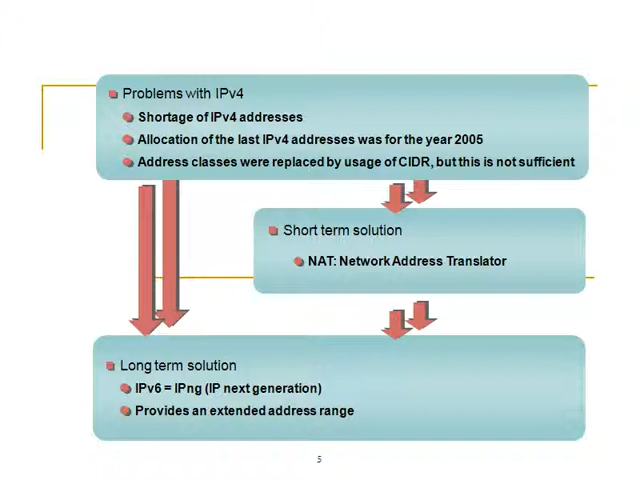 Problems with IPv4
Shortage of IPv4 addresses
Allocation of the last IPv4 addresses was for the year 2005
Address classes were replaced by usage of CIDR, but this is not sufficient
Short term solution
NAT: Network Address Translator
Long term solution
IPv6 = IPng (IP next generation)
Provides an extended address range
5